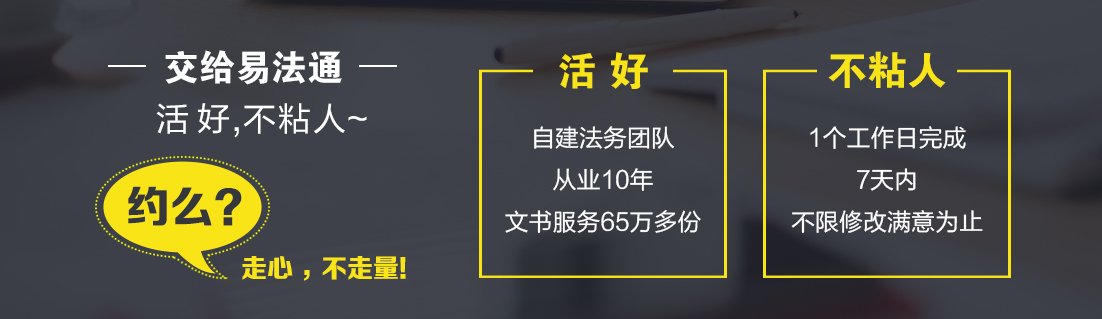 交给易法通
活 好,不粘人~
约么?
走心，不走量!
活 好
自建法务团队
从业10年
文书服务65万多份
不粘人
1个工作日完成
7天内
不限修改满意为止